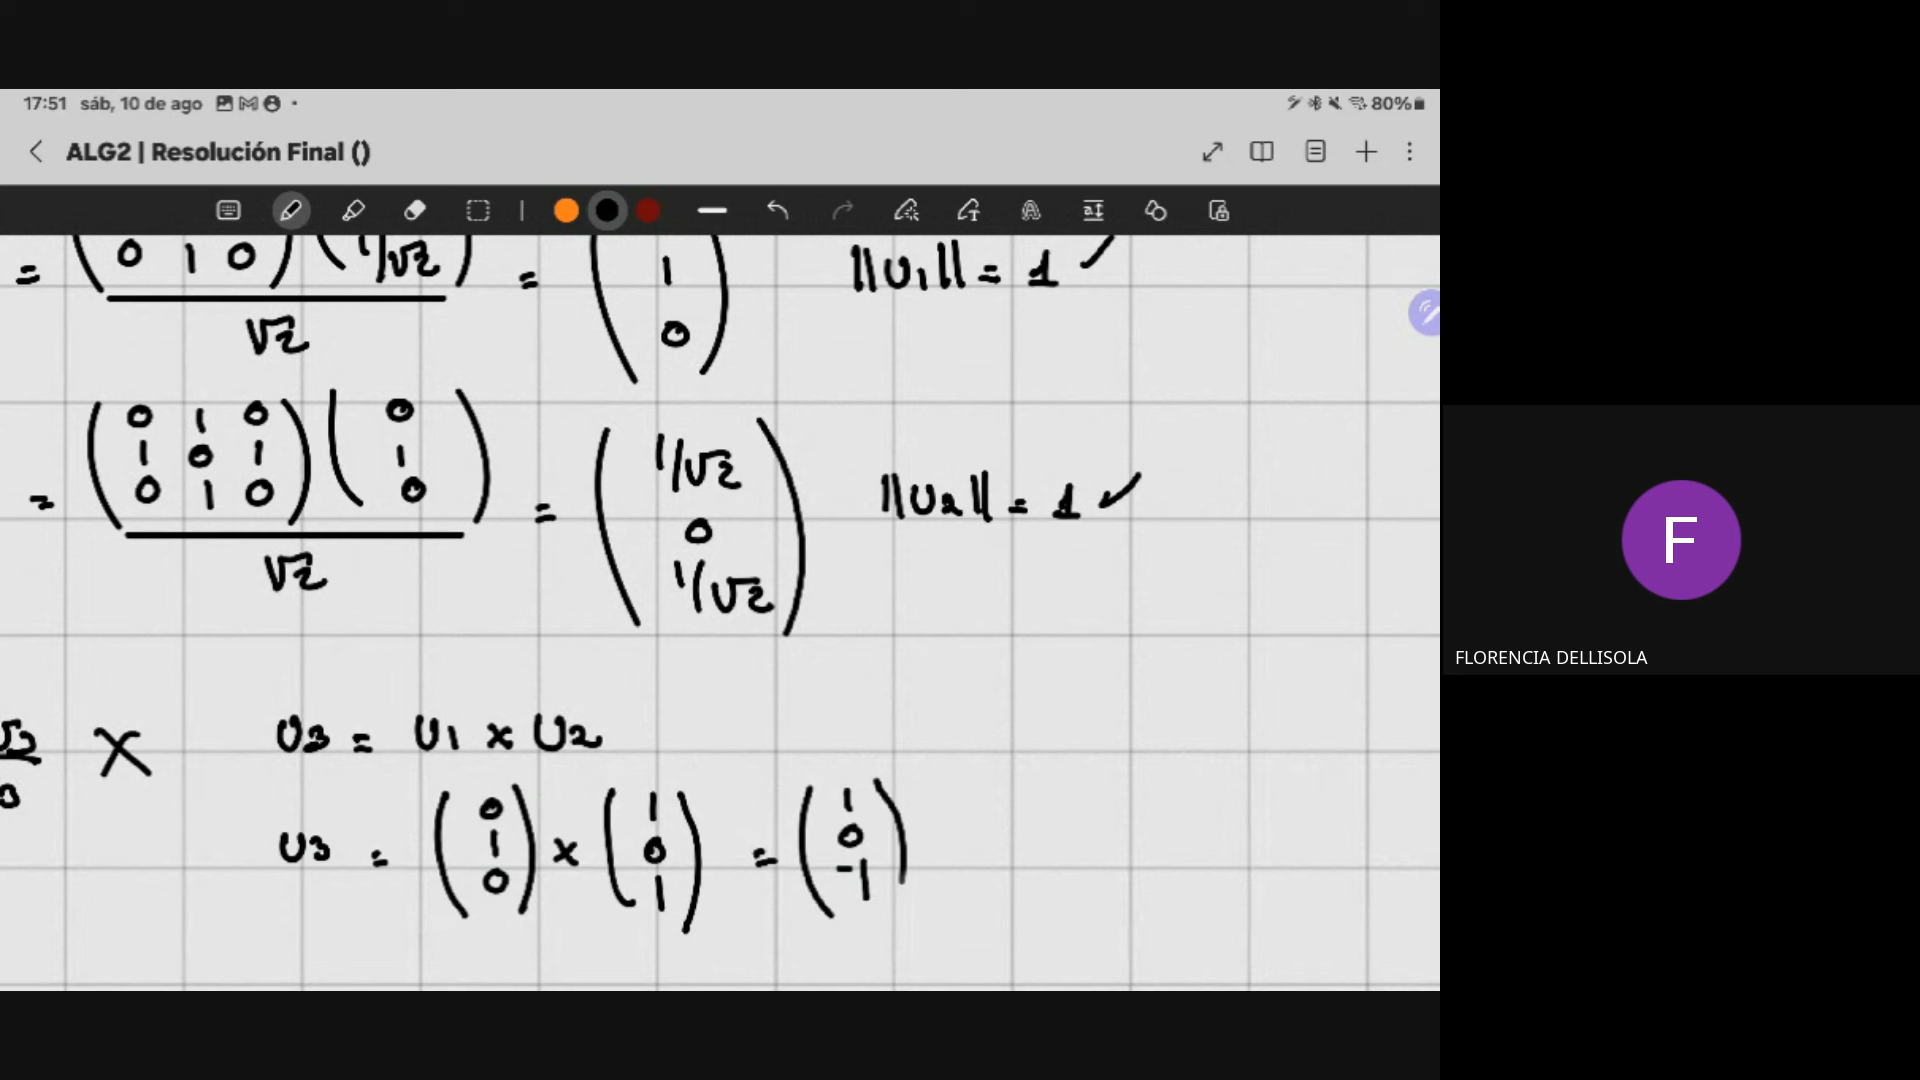 17:51 sáb, 10 de ago 80%
ALG2 | Resolución Final ()
= (0 1 0) (1/√2) / √2 = (1 0) ||U1|| = 1 ✓
= (0 1 0
1 0 1
0 1 0) (0
1
0) / √2 = (1/√2
0
1/√2) ||U2|| = 1 ✓
X U3 = U1 x U2
U3 = (0
1
0) x (1
0
1) = (1
0
-1)
F
FLORENCIA DELLISOLA